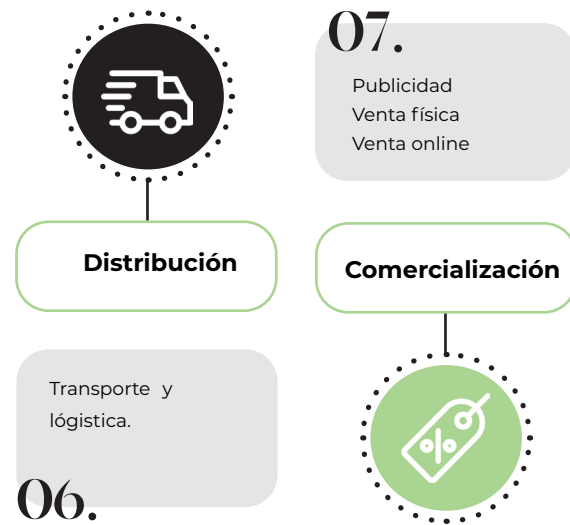 07.
Publicidad
Venta física
Venta online
Distribución
Comercialización
Transporte y
lógistica.
06.